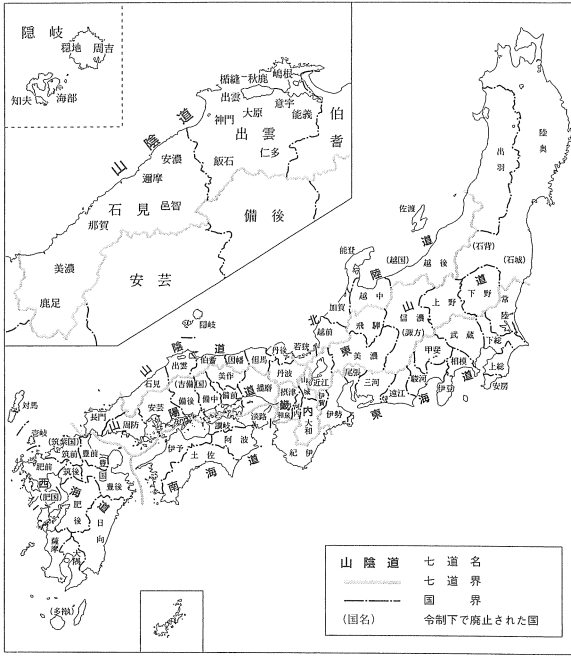 隠岐
穏地 周吉
知夫 海部
楯縫 秋鹿 嶋根
出雲 意宇
神門 大原 能義
出雲
仁多
飯石
伯耆
山陰道
安濃
邇摩
石見 邑智
那賀
備後
美濃
安芸
鹿足
陸奥
出羽
佐渡
能登
(越国)
越後
(石背)
(石城)
北陸道
加賀
越中
越前
飛驒
信濃
(諏方)
上野
下野
常陸
東山道
美濃
武蔵
甲斐
相模
下総
上総
安房
尾張
三河
遠江
駿河
伊豆
東海道
隠岐
山陰道
出雲
伯耆
因幡
但馬
丹後
若狭
石見
(吉備国)
美作
播磨
丹波
摂津
山城
近江
伊賀
伊勢
畿内
河内
和泉
大和
紀伊
淡路
安芸
備後
備中
備前
山陽道
長門
周防
讃岐
伊予
阿波
土佐
南海道
対馬
壱岐
(筑紫国)
筑前
豊前
(豊国)
肥前
筑後
豊後
西海道
(肥国)
肥後
日向
薩摩
(多褹)
山陰道 七道名
七道界
国界
(国名) 令制下で廃止された国